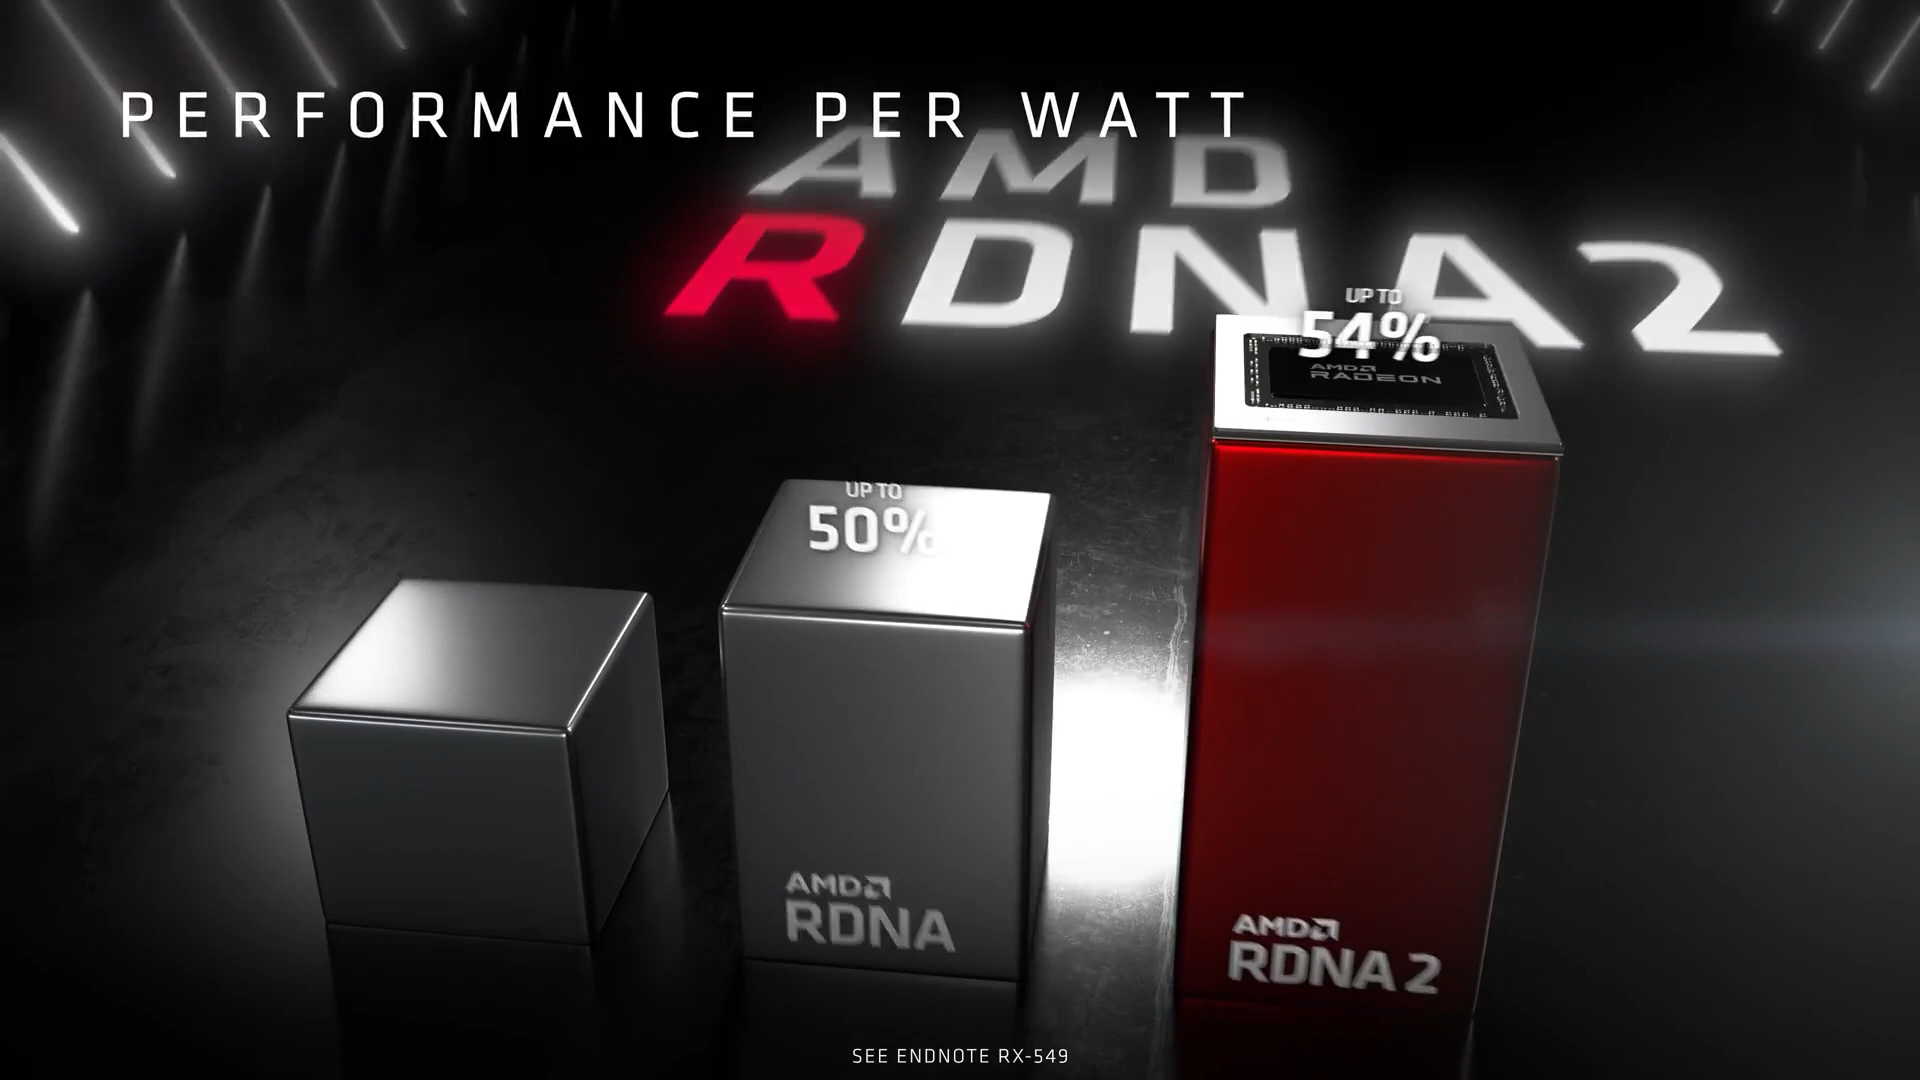 PERFORMANCE PER WATT
AMD
RDNA2
UP TO
54%
AMD
RADEON
UP TO
50%
AMD
RDNA
AMD
RDNA 2
SEE ENDNOTE RX-549